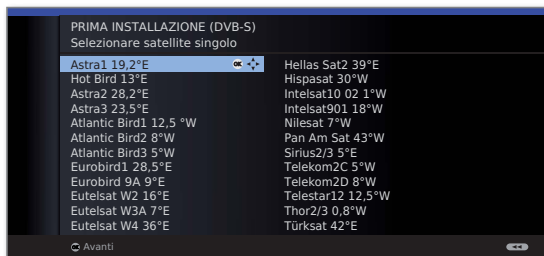 PRIMA INSTALLAZIONE (DVB-S)
Selezionare satellite singolo
Astra1 19,2°E OK
Hot Bird 13°E
Astra2 28,2°E
Astra3 23,5°E
Atlantic Bird1 12,5 °W
Atlantic Bird2 8°W
Atlantic Bird3 5°W
Eurobird1 28,5°E
Eurobird 9A 9°E
Eutelsat W2 16°E
Eutelsat W3A 7°E
Eutelsat W4 36°E
Hellas Sat2 39°E
Hispasat 30°W
Intelsat10 02 1°W
Intelsat901 18°W
Nilesat 7°W
Pan Am Sat 43°W
Sirius2/3 5°E
Telekom2C 5°W
Telekom2D 8°W
Telestar12 12,5°W
Thor2/3 0,8°W
Türksat 42°E
OK Avanti